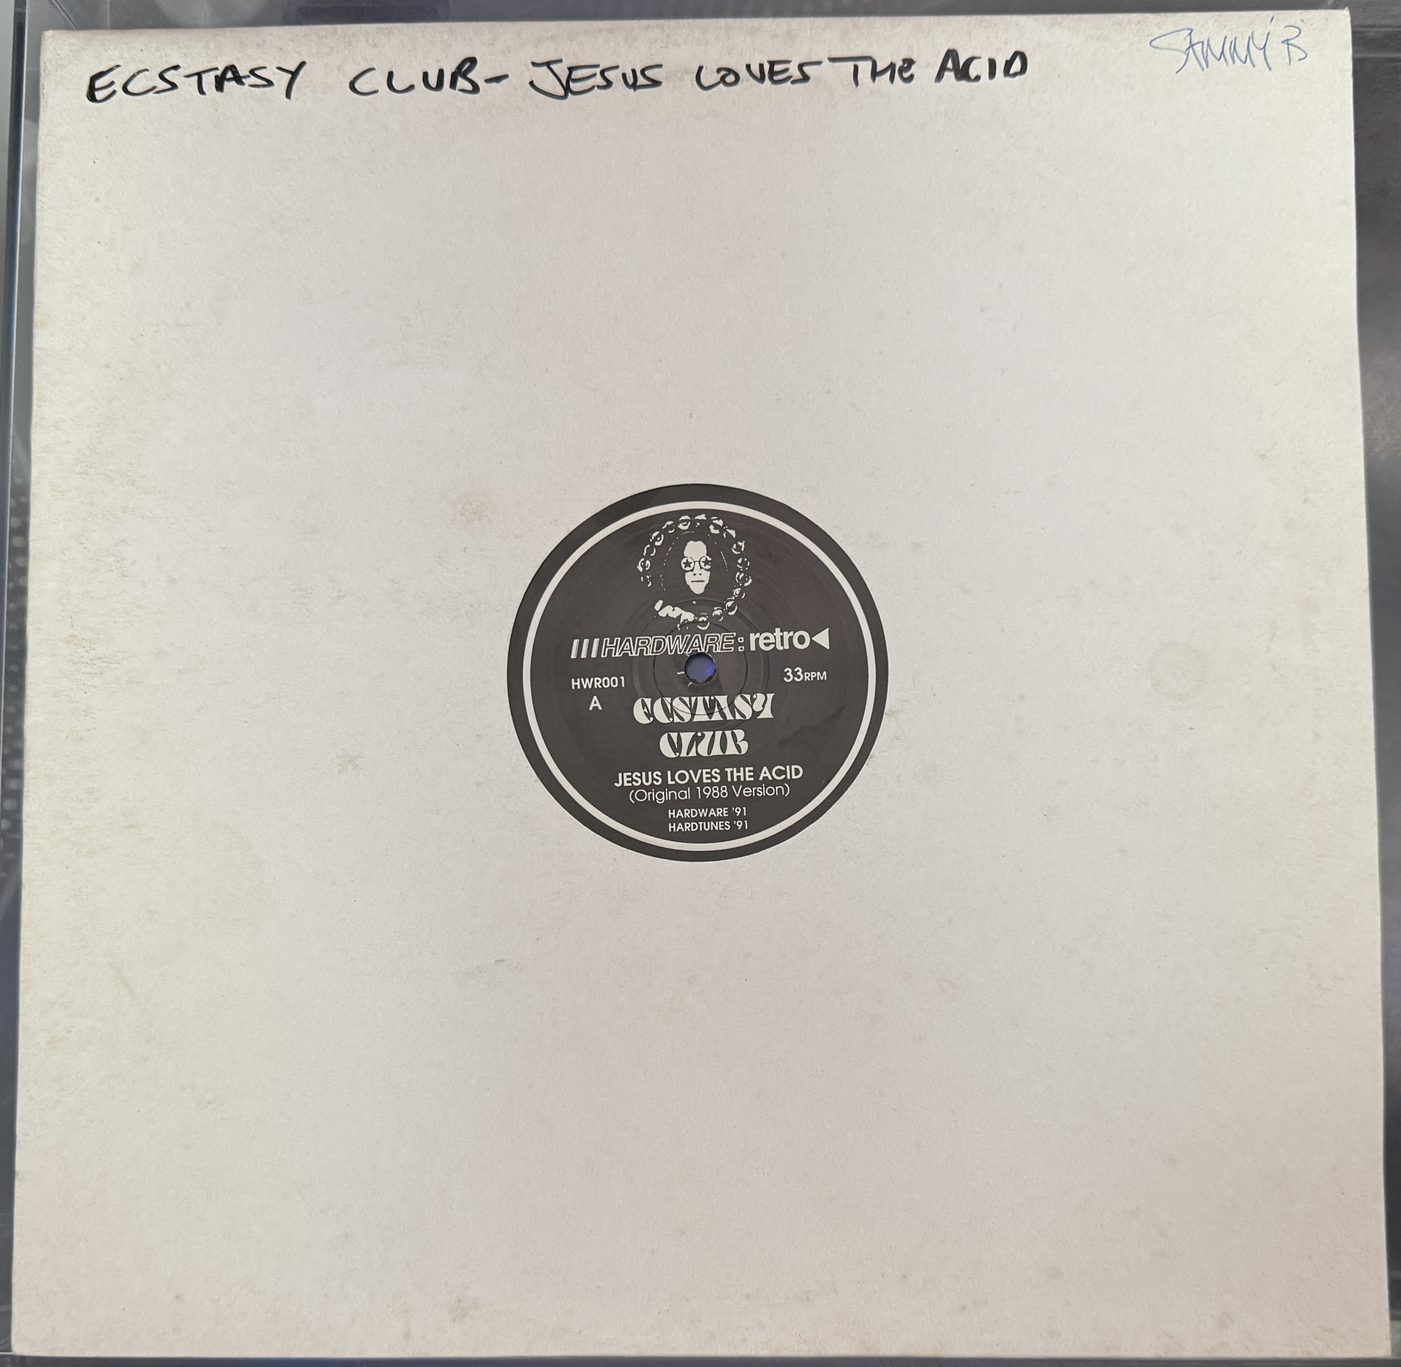 ECSTASY CLUB - JESUS LOVES THE ACID
SAMMY B
HARDWARE: retro
HWR001
33RPM
A
ECSTASY
CLUB
JESUS LOVES THE ACID
(Original 1988 Version)
HARDWARE '91
HARDTUNES '91